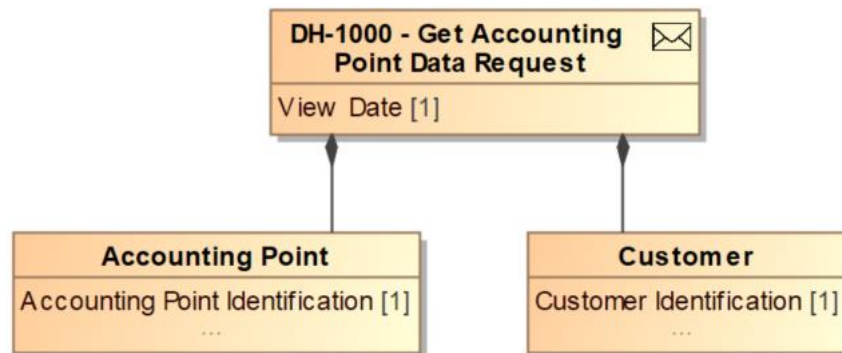 DH-1000 - Get Accounting
Point Data Request
View Date [1]
Accounting Point
Accounting Point Identification [1]
...
Customer
Customer Identification [1]
...